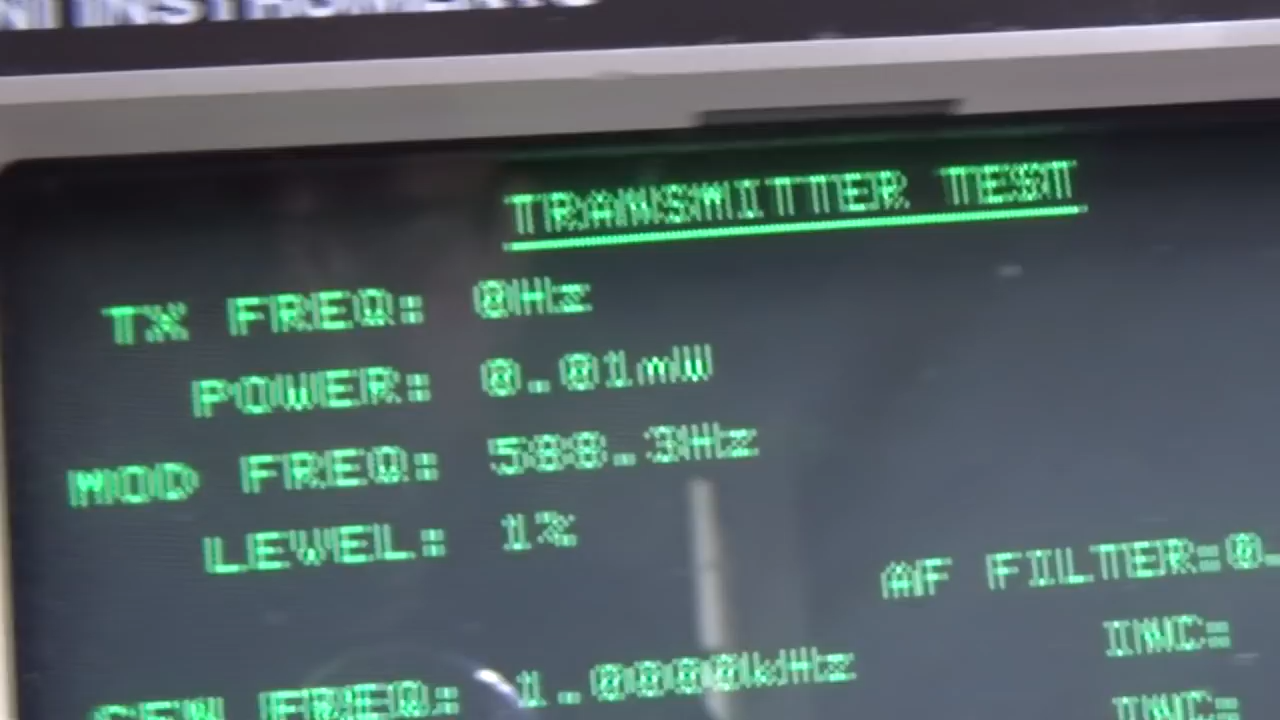 INSTRUMENTS
TRANSMITTER TEST
TX FREQ: 0Hz
POWER: 0.01mW
MOD FREQ: 588.3Hz
LEVEL: 1%
AF FILTER=0.
INC=
GEN FREQ: 1.0000kHz
INC=